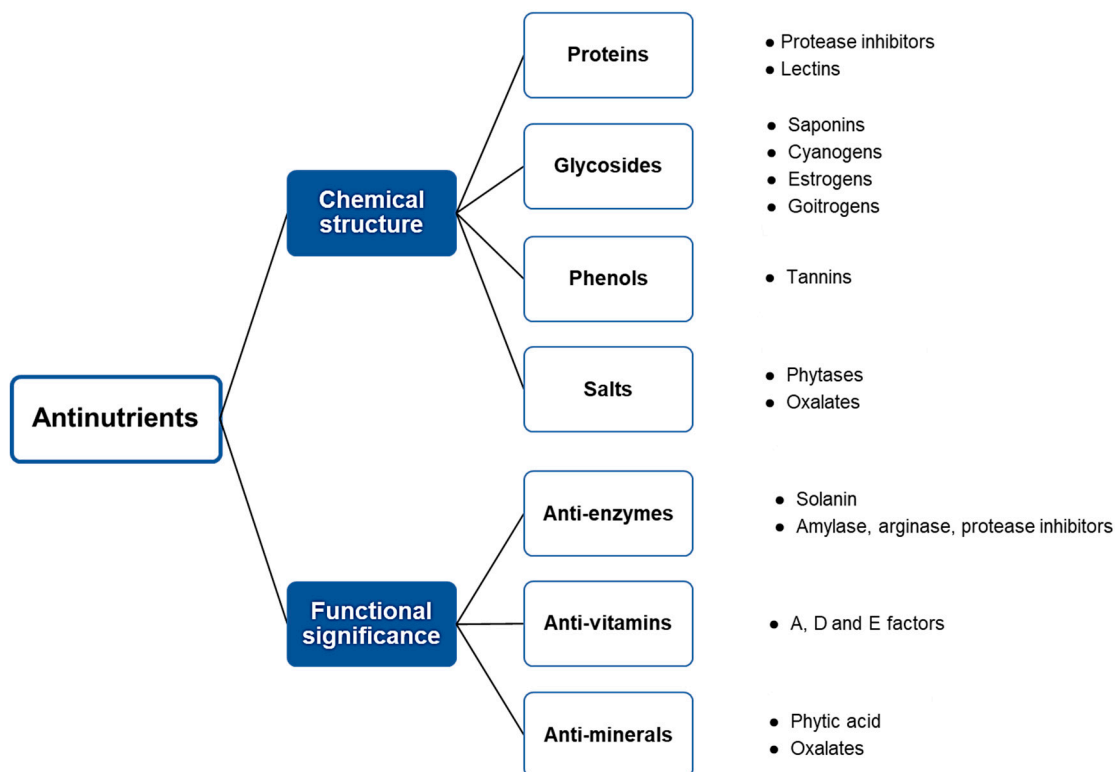 Antinutrients
Chemical
structure
Proteins
● Protease inhibitors
● Lectins
Glycosides
● Saponins
● Cyanogens
● Estrogens
● Goitrogens
Phenols
● Tannins
Salts
● Phytases
● Oxalates
Functional
significance
Anti-enzymes
● Solanin
● Amylase, arginase, protease inhibitors
Anti-vitamins
● A, D and E factors
Anti-minerals
● Phytic acid
● Oxalates